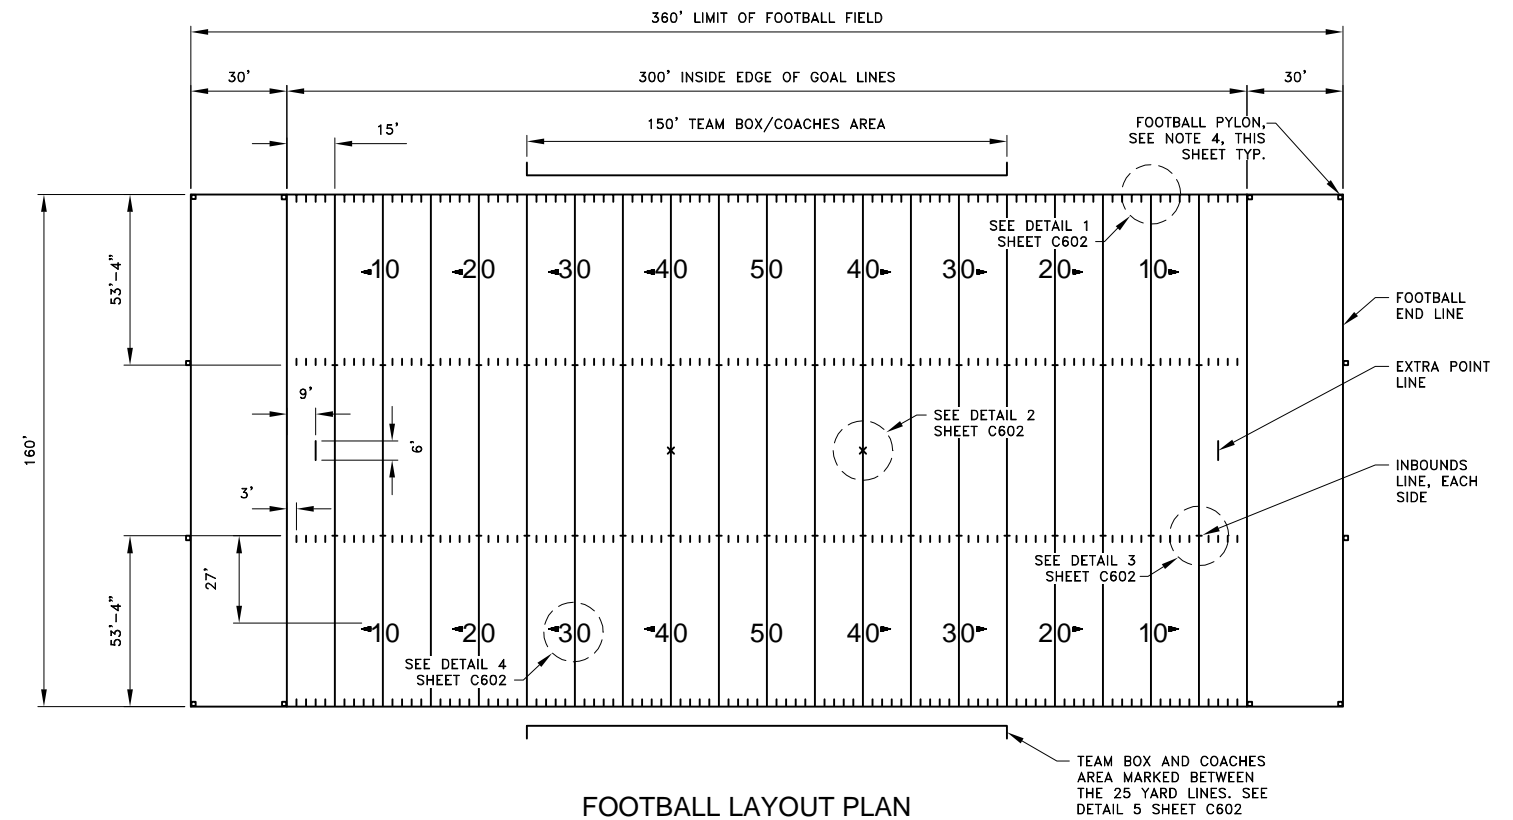 360' LIMIT OF FOOTBALL FIELD
30'
300' INSIDE EDGE OF GOAL LINES
30'
15'
150' TEAM BOX/COACHES AREA
FOOTBALL PYLON,
SEE NOTE 4, THIS
SHEET TYP.
SEE DETAIL 1
SHEET C602
53'-4"
10 20 30 40 50 40 30 20 10
FOOTBALL
END LINE
EXTRA POINT
LINE
9'
6'
SEE DETAIL 2
SHEET C602
160'
INBOUNDS
LINE, EACH
SIDE
3'
SEE DETAIL 3
SHEET C602
27'
53'-4"
10 20 30 40 50 40 30 20 10
SEE DETAIL 4
SHEET C602
TEAM BOX AND COACHES
AREA MARKED BETWEEN
THE 25 YARD LINES. SEE
DETAIL 5 SHEET C602
FOOTBALL LAYOUT PLAN